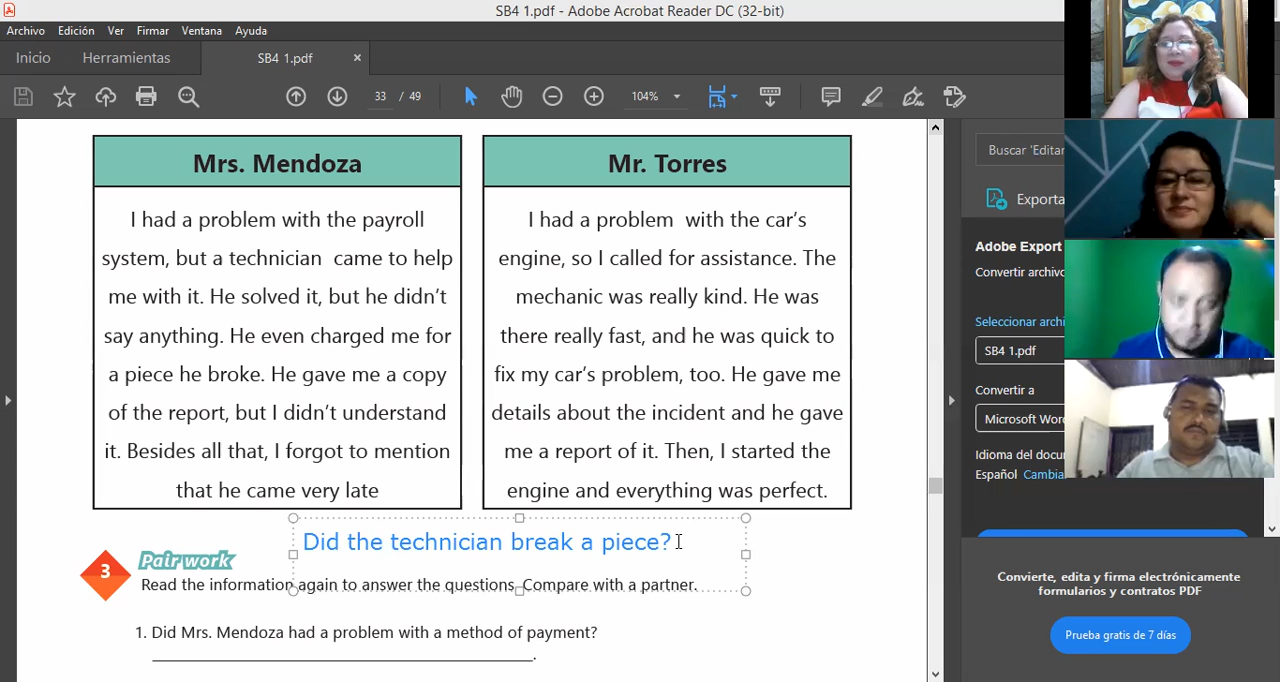 SB4 1.pdf - Adobe Acrobat Reader DC (32-bit)
Archivo Edición Ver Firmar Ventana Ayuda
Inicio Herramientas SB4 1.pdf ×
33 / 49 104%
Mrs. Mendoza
I had a problem with the payroll
system, but a technician came to help
me with it. He solved it, but he didn't
say anything. He even charged me for
a piece he broke. He gave me a copy
of the report, but I didn't understand
it. Besides all that, I forgot to mention
that he came very late
Mr. Torres
I had a problem with the car's
engine, so I called for assistance. The
mechanic was really kind. He was
there really fast, and he was quick to
fix my car's problem, too. He gave me
details about the incident and he gave
me a report of it. Then, I started the
engine and everything was perfect.
Did the technician break a piece?
3 Pair work
Read the information again to answer the questions. Compare with a partner.
1. Did Mrs. Mendoza had a problem with a method of payment?
Buscar 'Editar
Exporta
Adobe Export
Convertir archivo
Seleccionar archi
SB4 1.pdf
Convertir a
Microsoft Word
Idioma del docu
Español Cambia
Convierte, edita y firma electrónicamente
formularios y contratos PDF
Prueba gratis de 7 días